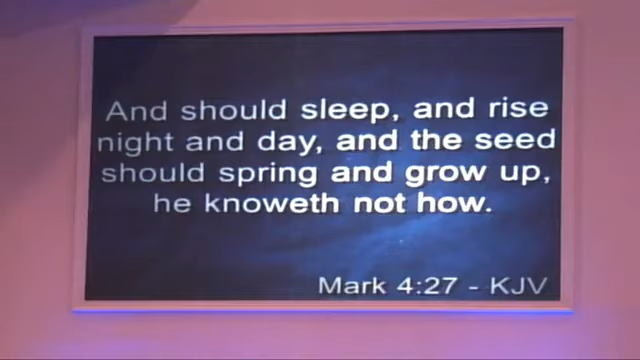 And should sleep, and rise
night and day, and the seed
should spring and grow up,
he knoweth not how.
Mark 4:27 - KJV